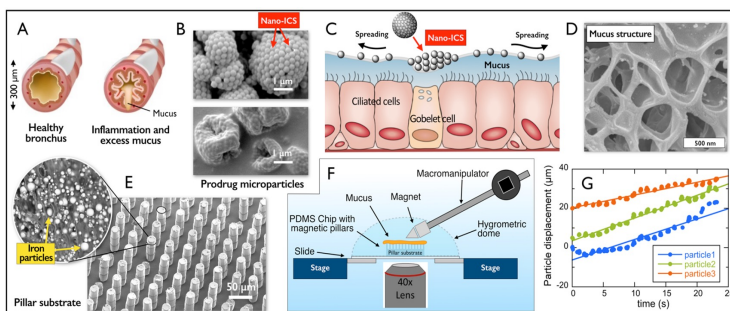 A
300 µm
Mucus
Healthy
bronchus
Inflammation and
excess mucus
B
Nano-ICS
1 µm
1 µm
Prodrug microparticles
C
Nano-ICS
Spreading
Spreading
Mucus
Ciliated cells
Gobelet cell
D
Mucus structure
500 nm
E
Iron
particles
Pillar substrate
50 µm
F
Macromanipulator
Magnet
Mucus
PDMS Chip with
magnetic pillars
Hygrometric
dome
Slide
Pillar substrate
Stage
Stage
40x
Lens
G
Particle displacement (µm)
40
20
0
-20
particle1
particle2
particle3
0
5
10
15
20
25
time (s)